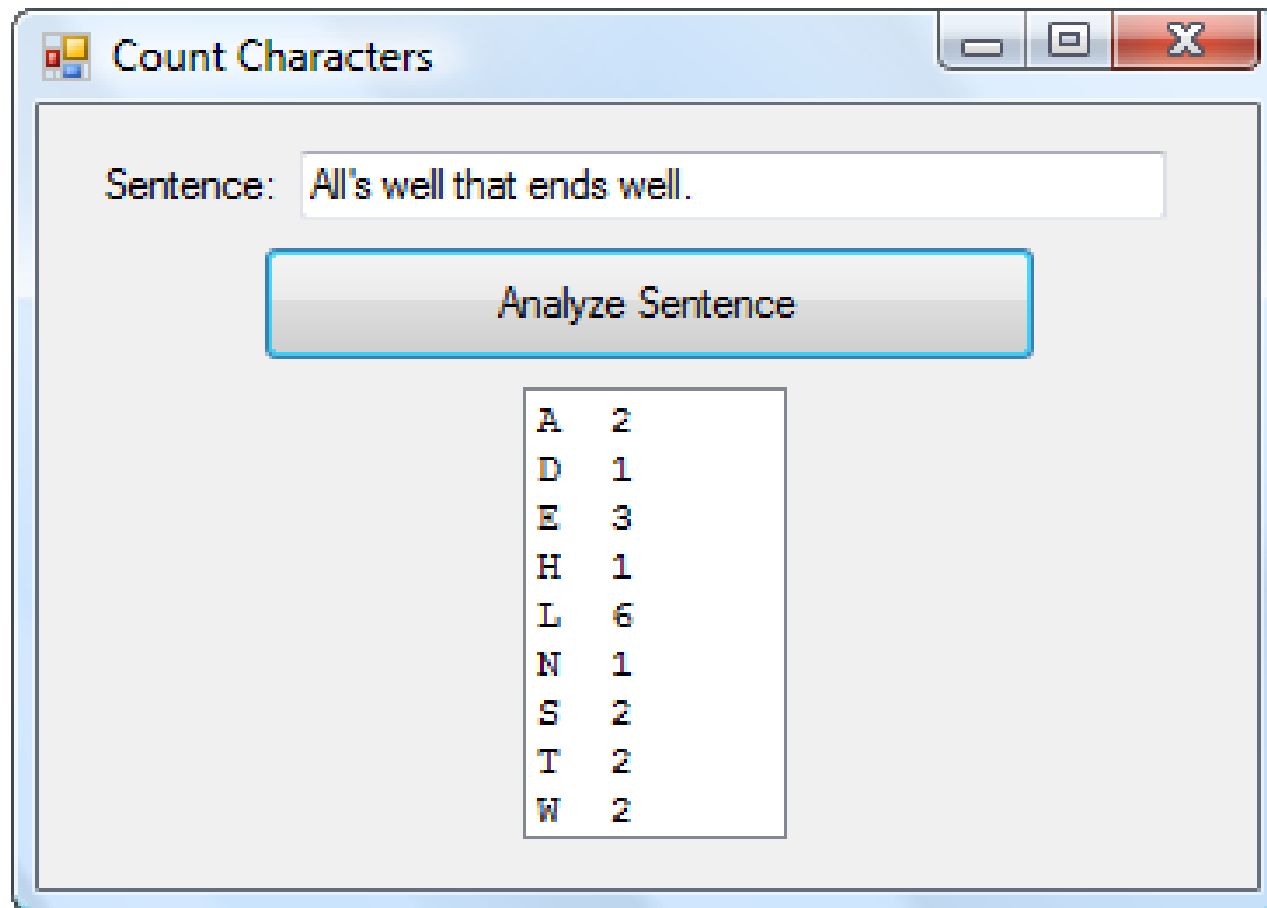 Count Characters
Sentence: All's well that ends well.
Analyze Sentence
A 2
D 1
E 3
H 1
L 6
N 1
S 2
T 2
W 2